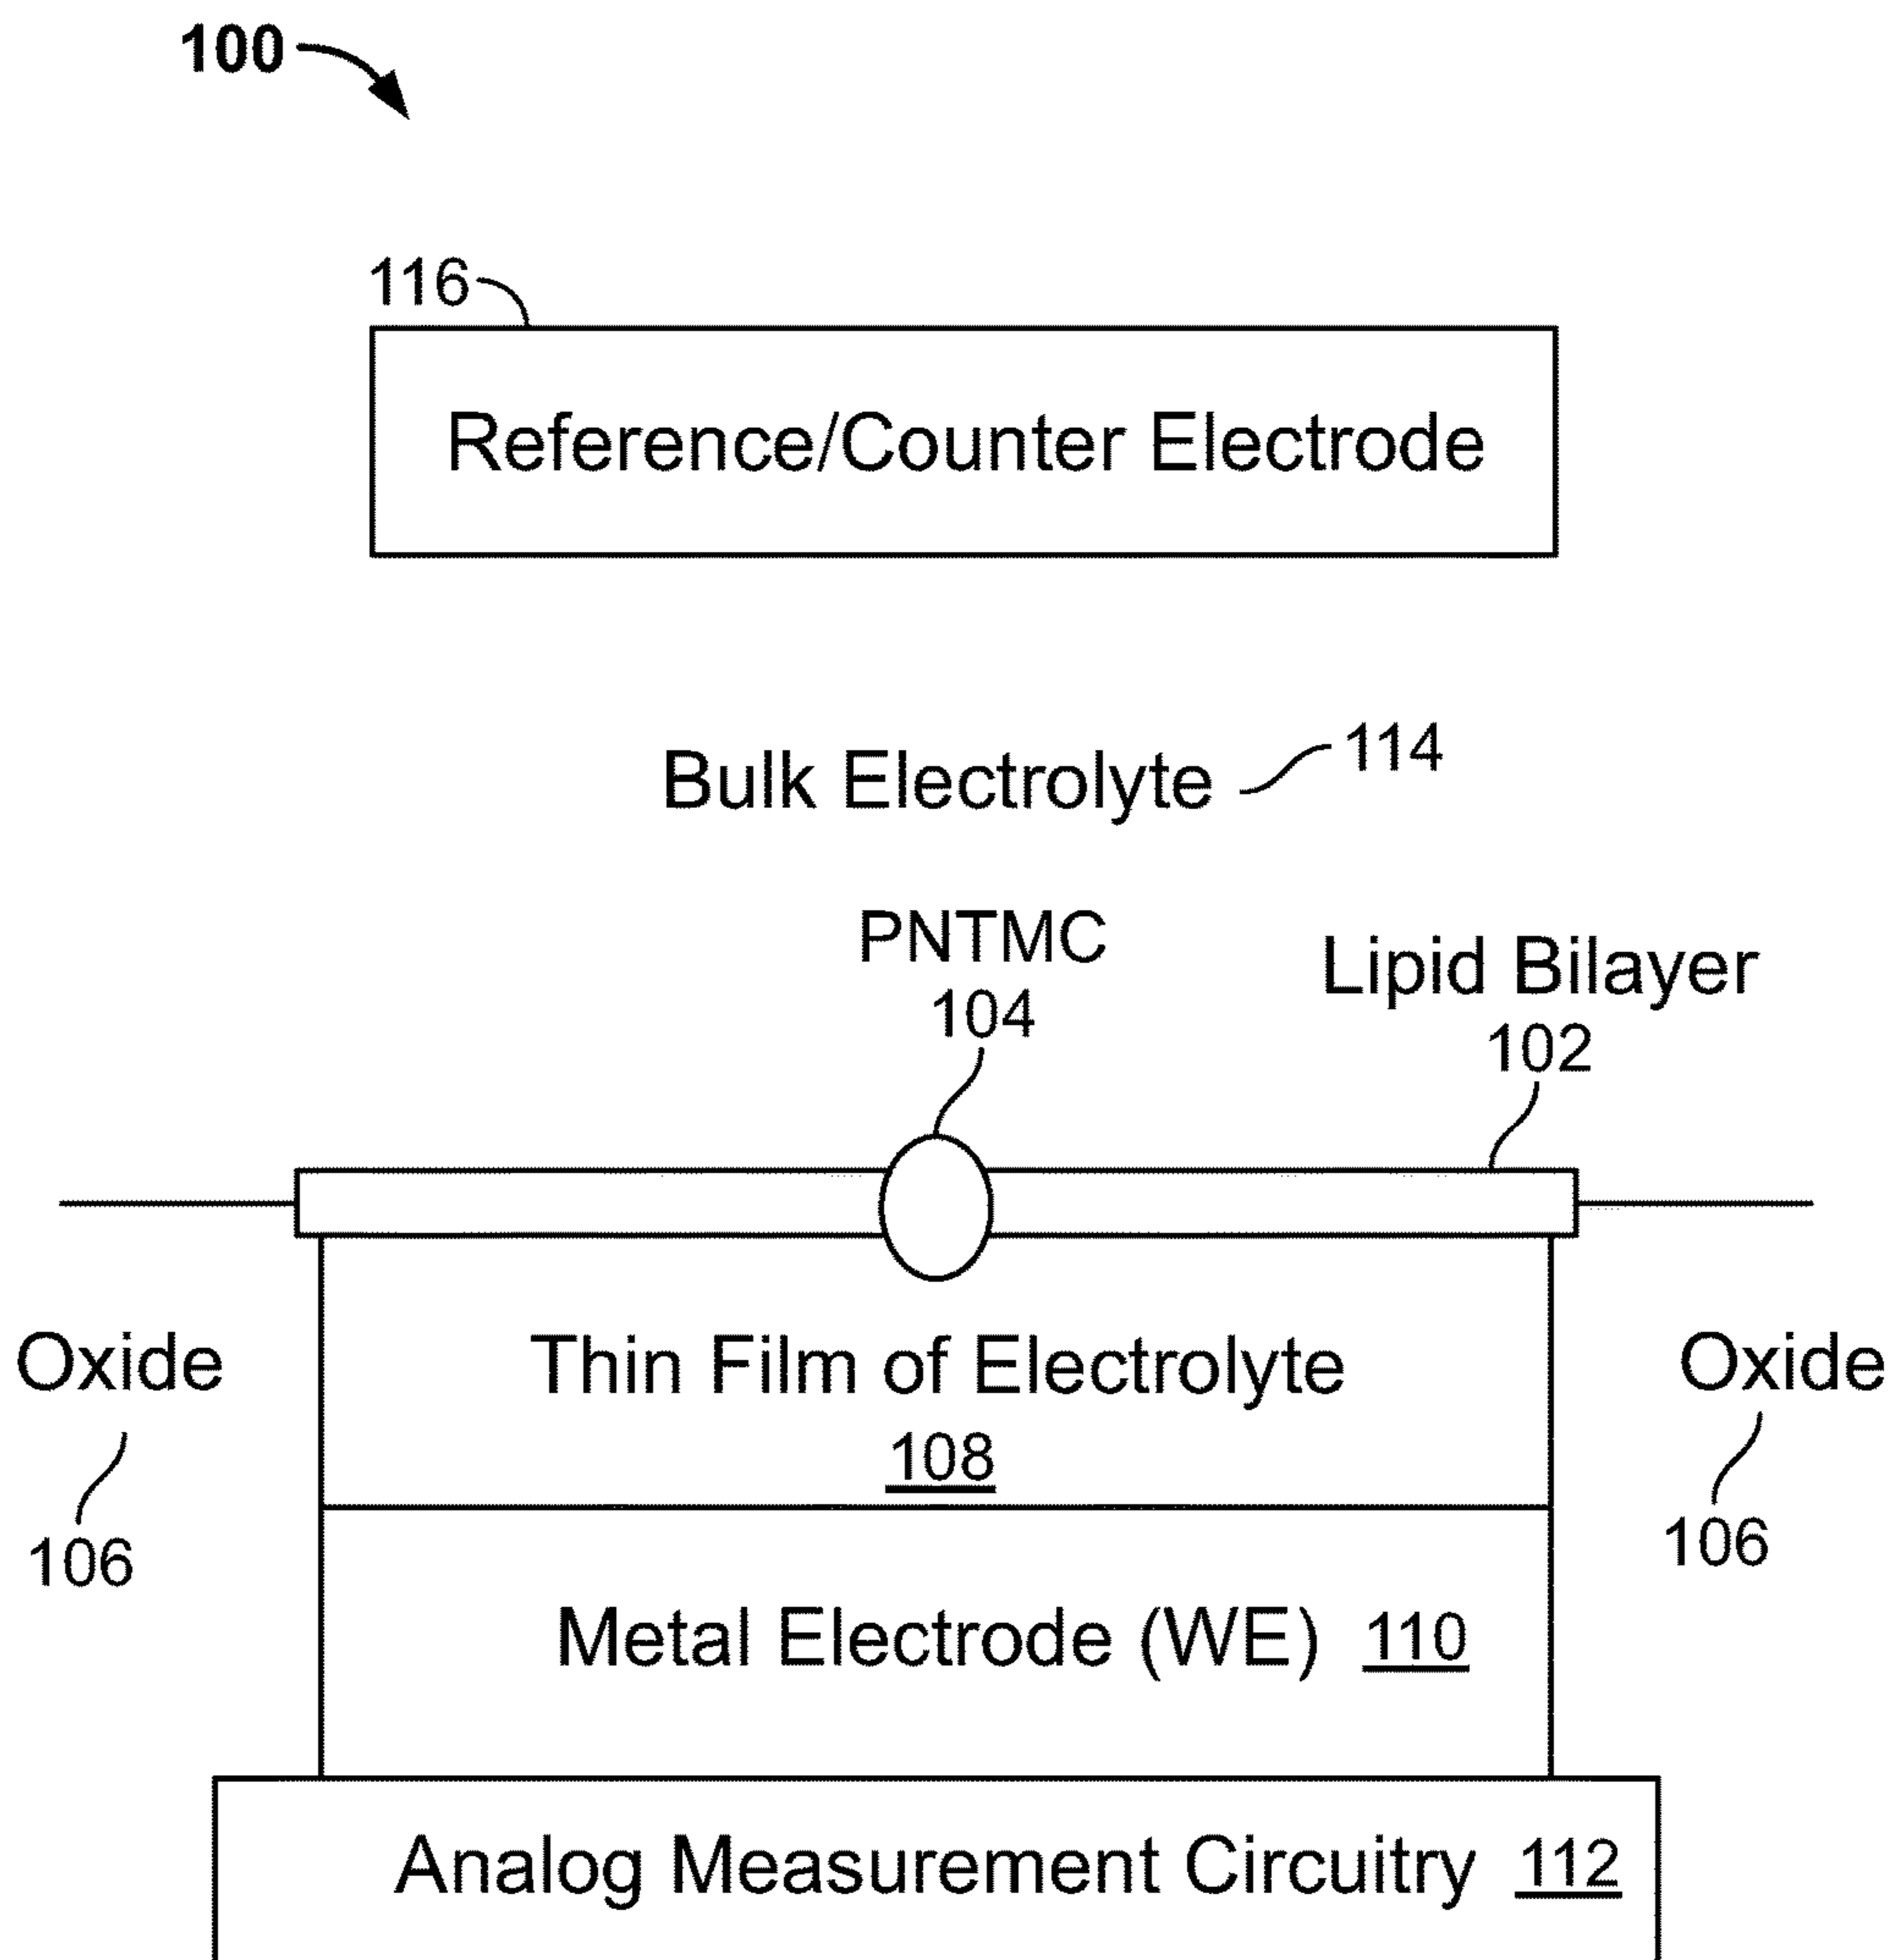 100
116
Reference/Counter Electrode
Bulk Electrolyte 114
PNTMC
104
Lipid Bilayer
102
Oxide
106
Thin Film of Electrolyte
108
Oxide
106
Metal Electrode (WE) 110
Analog Measurement Circuitry 112